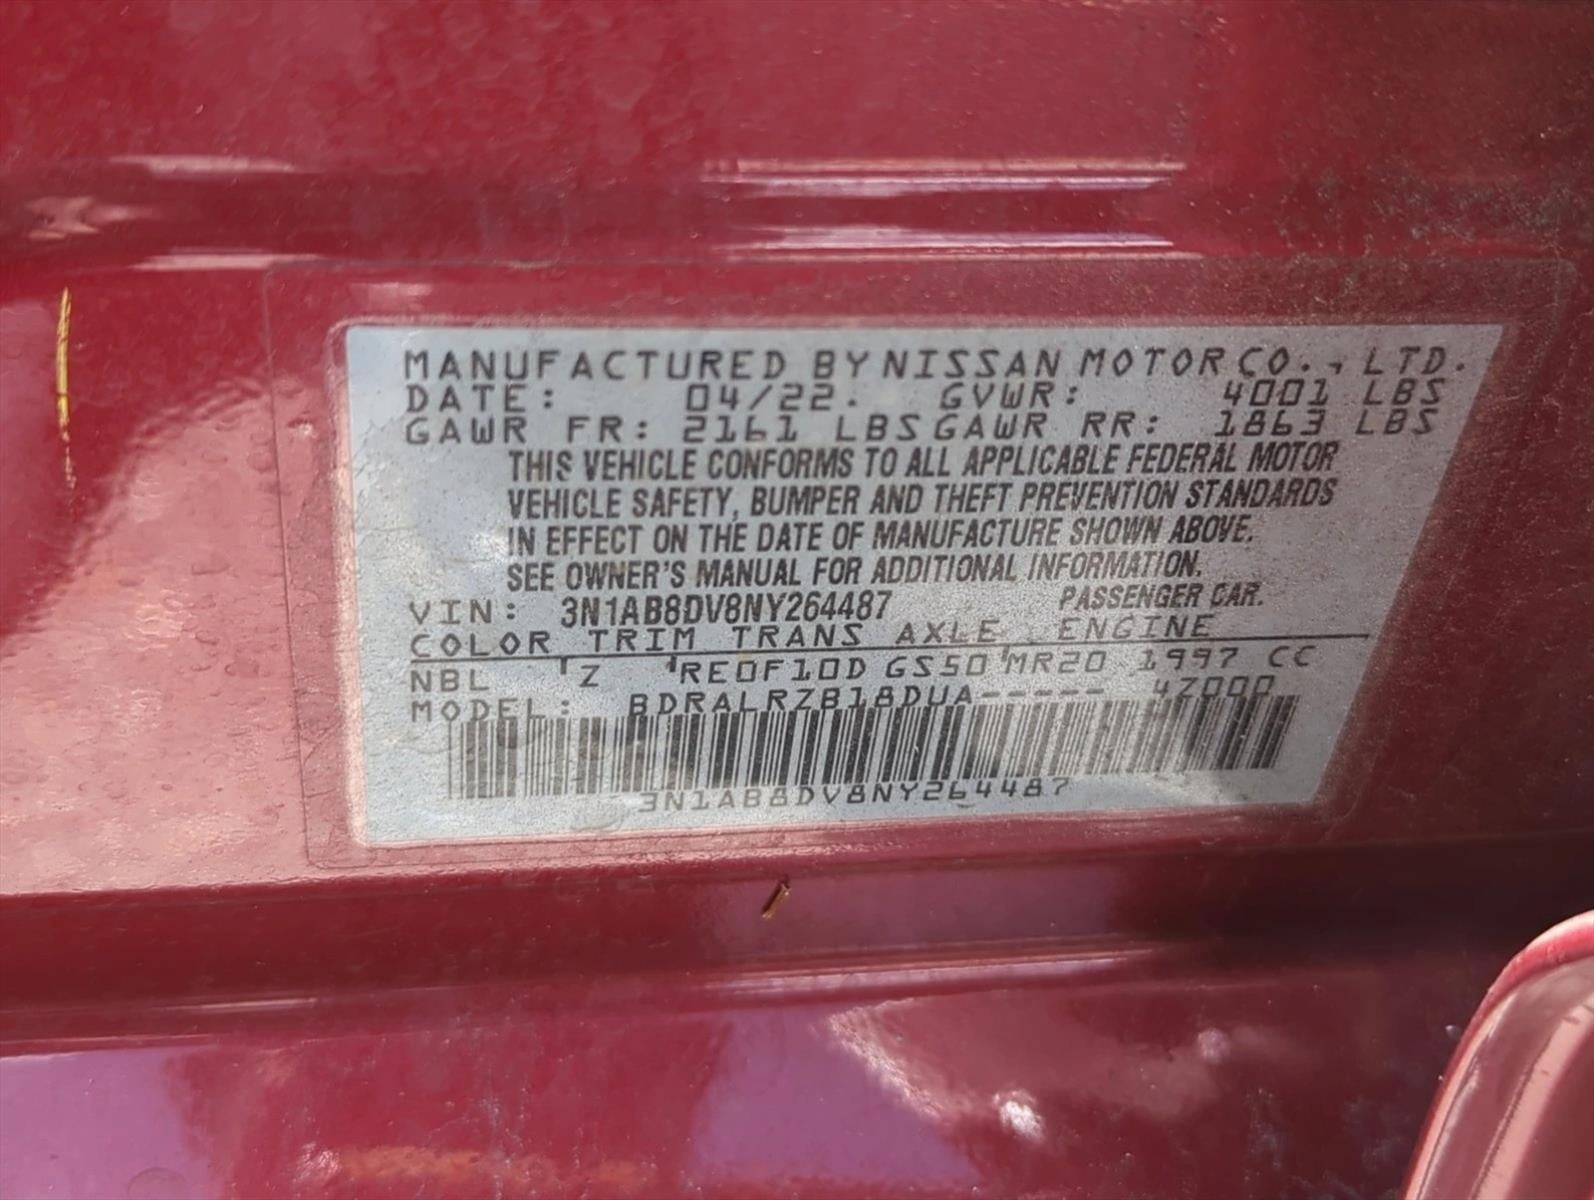 MANUFACTURED BY NISSAN MOTOR CO., LTD.
DATE: 04/22. GVWR: 4001 LBS
GAWR FR: 2161 LBS GAWR RR: 1863 LBS
THIS VEHICLE CONFORMS TO ALL APPLICABLE FEDERAL MOTOR
VEHICLE SAFETY, BUMPER AND THEFT PREVENTION STANDARDS
IN EFFECT ON THE DATE OF MANUFACTURE SHOWN ABOVE.
SEE OWNER'S MANUAL FOR ADDITIONAL INFORMATION.
VIN: 3N1AB8DV8NY264487 PASSENGER CAR.
COLOR TRIM TRANS AXLE ENGINE
NBL Z RE0F10D GS50 MR20 1997 CC
MODEL: BDRALRZB18DUA----- 4Z000
3N1AB8DV8NY264487